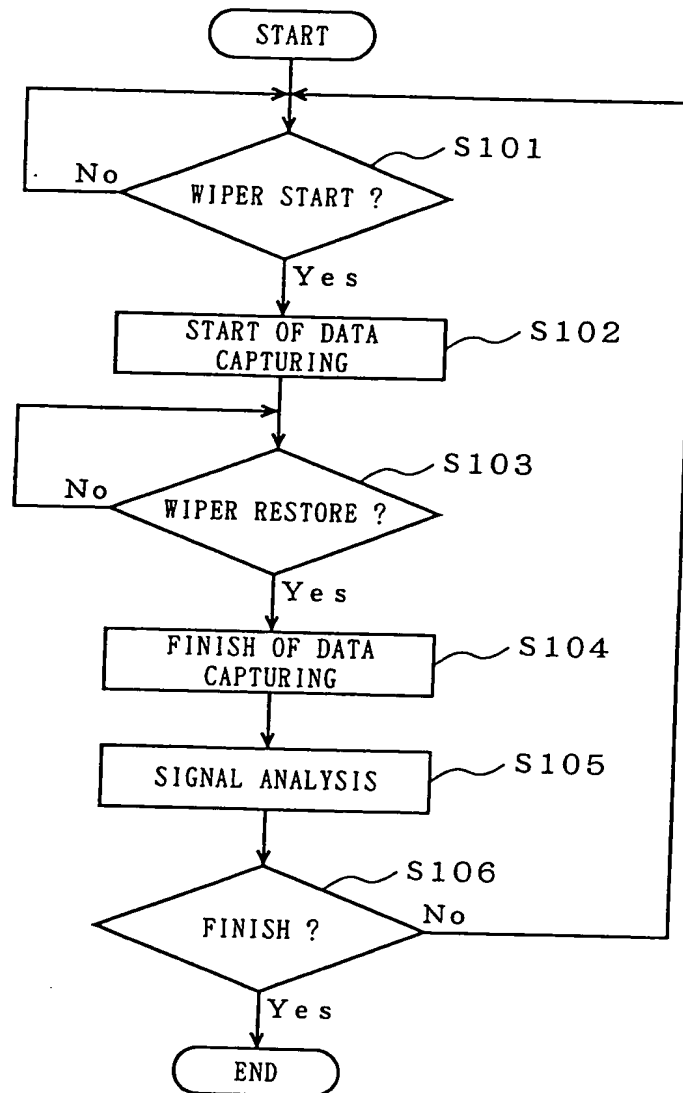 START
S101
No
WIPER START ?
Yes
START OF DATA
CAPTURING
S102
S103
No
WIPER RESTORE ?
Yes
FINISH OF DATA
CAPTURING
S104
SIGNAL ANALYSIS
S105
S106
FINISH ?
No
Yes
END